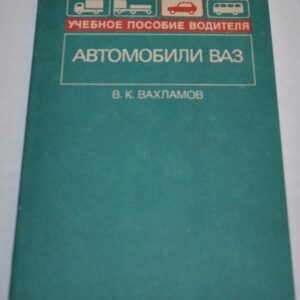 УЧЕБНОЕ ПОСОБИЕ ВОДИТЕЛЯ
АВТОМОБИЛИ ВАЗ
В. К. ВАХЛАМОВ